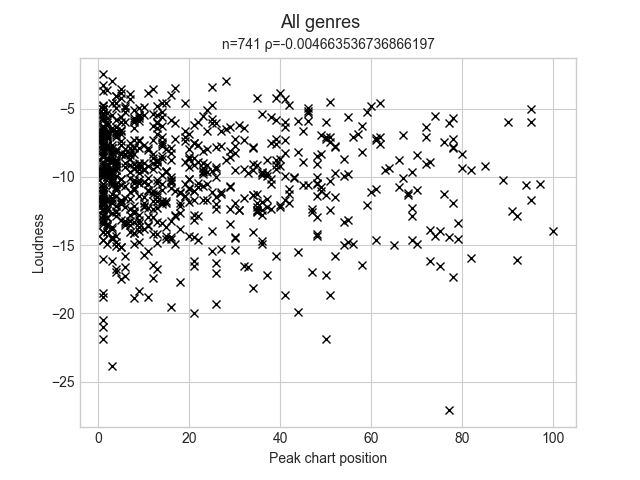 All genres
n=741 ρ=-0.004663536736866197
Loudness
−5
−10
−15
−20
−25
0 20 40 60 80 100
Peak chart position